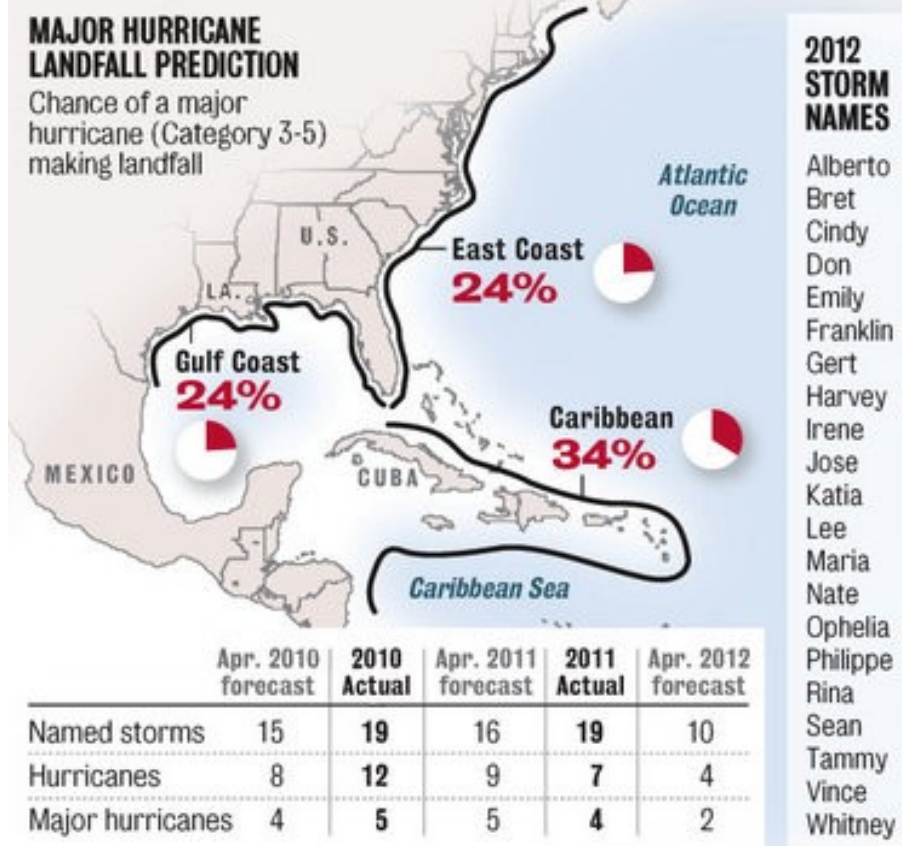 MAJOR HURRICANE
LANDFALL PREDICTION
Chance of a major
hurricane (Category 3-5)
making landfall
Atlantic
Ocean
U.S.
LA.
East Coast
24%
Gulf Coast
24%
Caribbean
34%
MEXICO
CUBA
Caribbean Sea
Apr. 2010 forecast 2010 Actual Apr. 2011 forecast 2011 Actual Apr. 2012 forecast
Named storms 15 19 16 19 10
Hurricanes 8 12 9 7 4
Major hurricanes 4 5 5 4 2
2012
STORM
NAMES
Alberto
Bret
Cindy
Don
Emily
Franklin
Gert
Harvey
Irene
Jose
Katia
Lee
Maria
Nate
Ophelia
Philippe
Rina
Sean
Tammy
Vince
Whitney